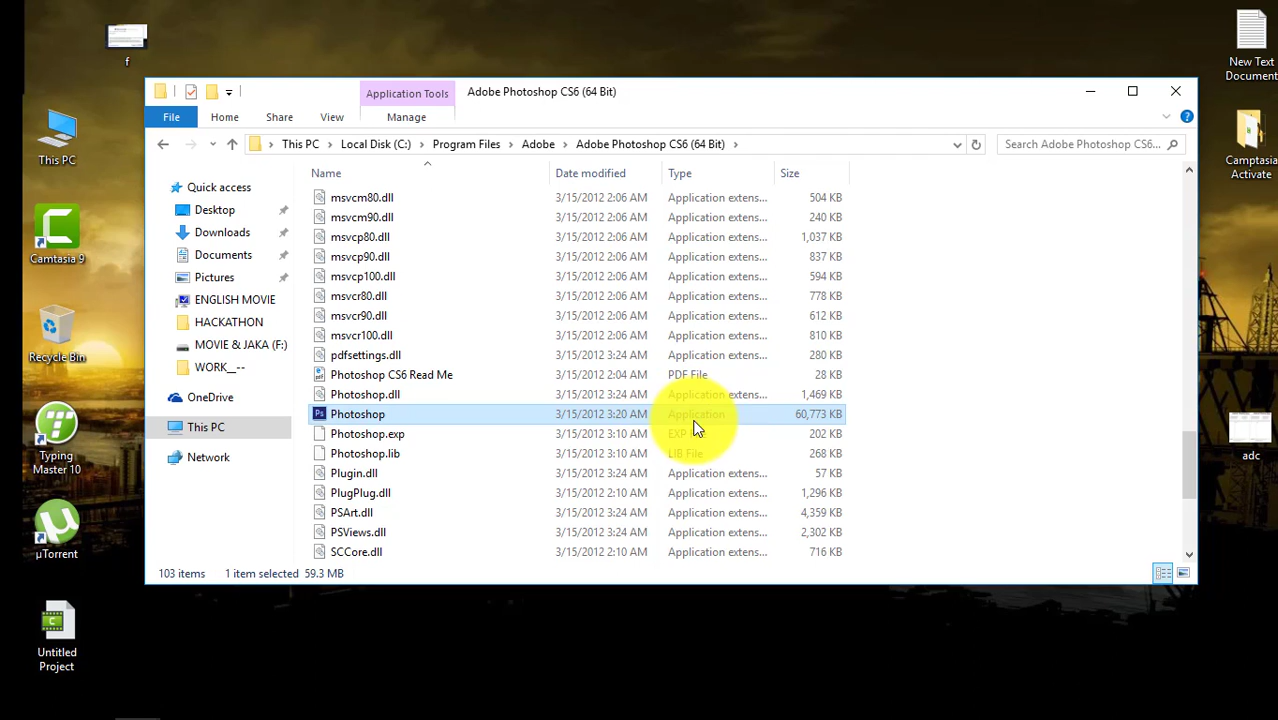 f
New Text
Document
This PC
Camptasia
Activate
Camtasia 9
Recycle Bin
Typing
Master 10
adc
µTorrent
Untitled
Project
Application Tools
Adobe Photoshop CS6 (64 Bit)
File Home Share View Manage
This PC › Local Disk (C:) › Program Files › Adobe › Adobe Photoshop CS6 (64 Bit) ›
Search Adobe Photoshop CS6...
Quick access
Desktop
Downloads
Documents
Pictures
ENGLISH MOVIE
HACKATHON
MOVIE & JAKA (F:)
WORK__--
OneDrive
This PC
Network
Name Date modified Type Size
msvcm80.dll 3/15/2012 2:06 AM Application extens... 504 KB
msvcm90.dll 3/15/2012 2:06 AM Application extens... 240 KB
msvcp80.dll 3/15/2012 2:06 AM Application extens... 1,037 KB
msvcp90.dll 3/15/2012 2:06 AM Application extens... 837 KB
msvcp100.dll 3/15/2012 2:06 AM Application extens... 594 KB
msvcr80.dll 3/15/2012 2:06 AM Application extens... 778 KB
msvcr90.dll 3/15/2012 2:06 AM Application extens... 612 KB
msvcr100.dll 3/15/2012 2:06 AM Application extens... 810 KB
pdfsettings.dll 3/15/2012 3:24 AM Application extens... 280 KB
Photoshop CS6 Read Me 3/15/2012 2:04 AM PDF File 28 KB
Photoshop.dll 3/15/2012 3:24 AM Application extens... 1,469 KB
Ps Photoshop 3/15/2012 3:20 AM Application 60,773 KB
Photoshop.exp 3/15/2012 3:10 AM EXP 202 KB
Photoshop.lib 3/15/2012 3:10 AM LIB File 268 KB
Plugin.dll 3/15/2012 3:24 AM Application extens... 57 KB
PlugPlug.dll 3/15/2012 2:10 AM Application extens... 1,296 KB
PSArt.dll 3/15/2012 3:24 AM Application extens... 4,359 KB
PSViews.dll 3/15/2012 3:24 AM Application extens... 2,302 KB
SCCore.dll 3/15/2012 2:10 AM Application extens... 716 KB
103 items 1 item selected 59.3 MB